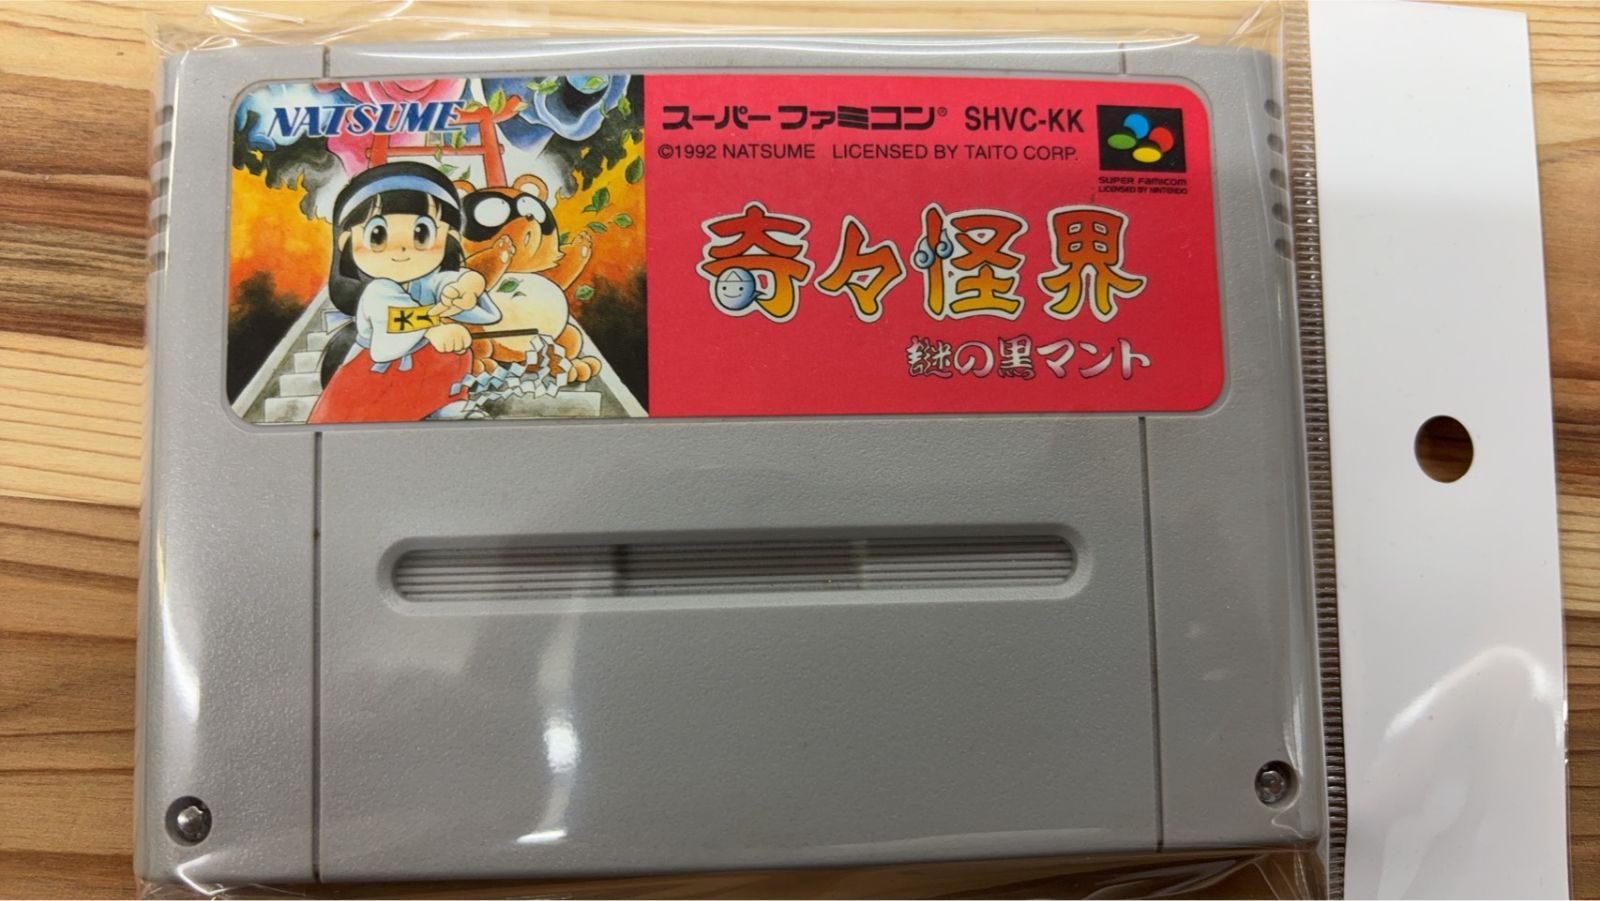 NATSUME
スーパーファミコン® SHVC-KK
©1992 NATSUME LICENSED BY TAITO CORP.
SUPER FAMICOM
LICENSED BY NINTENDO
奇々怪界
謎の黒マント
大